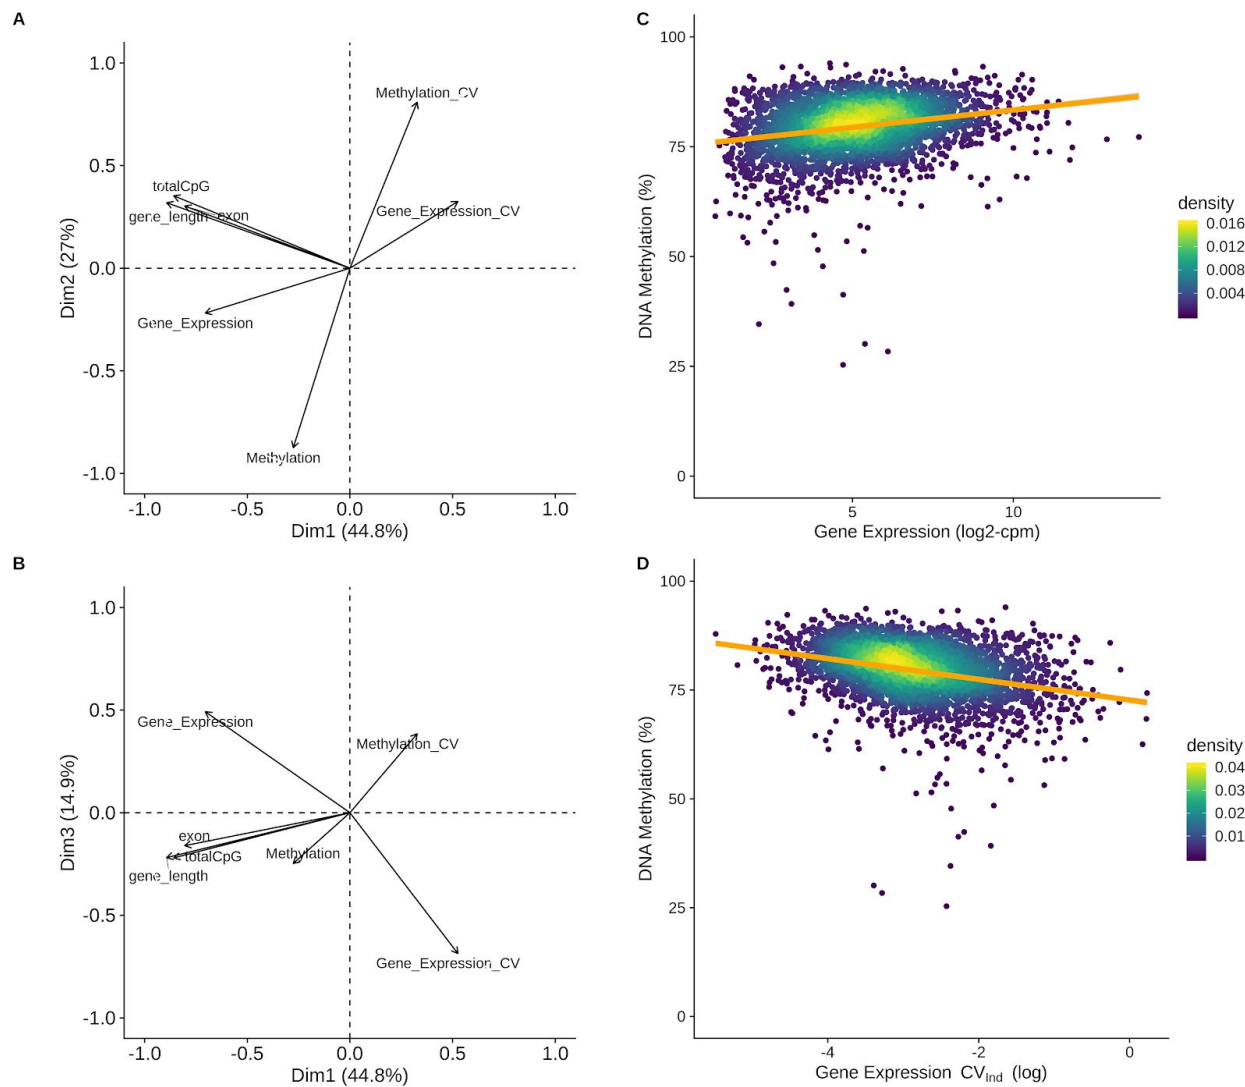 A
1.0
0.5
0.0
-0.5
-1.0
Dim2 (27%)
Methylation_CV
totalCpG
gene_length
exon
Gene_Expression_CV
Gene_Expression
Methylation
-1.0 -0.5 0.0 0.5 1.0
Dim1 (44.8%)
C
100
75
50
25
0
DNA Methylation (%)
5 10
Gene Expression (log2-cpm)
density
0.016
0.012
0.008
0.004
B
1.0
0.5
0.0
-0.5
-1.0
Dim3 (14.9%)
Gene_Expression
Methylation_CV
exon
totalCpG
Methylation
gene_length
Gene_Expression_CV
-1.0 -0.5 0.0 0.5 1.0
Dim1 (44.8%)
D
100
75
50
25
0
DNA Methylation (%)
-4 -2 0
Gene Expression CVInd (log)
density
0.04
0.03
0.02
0.01